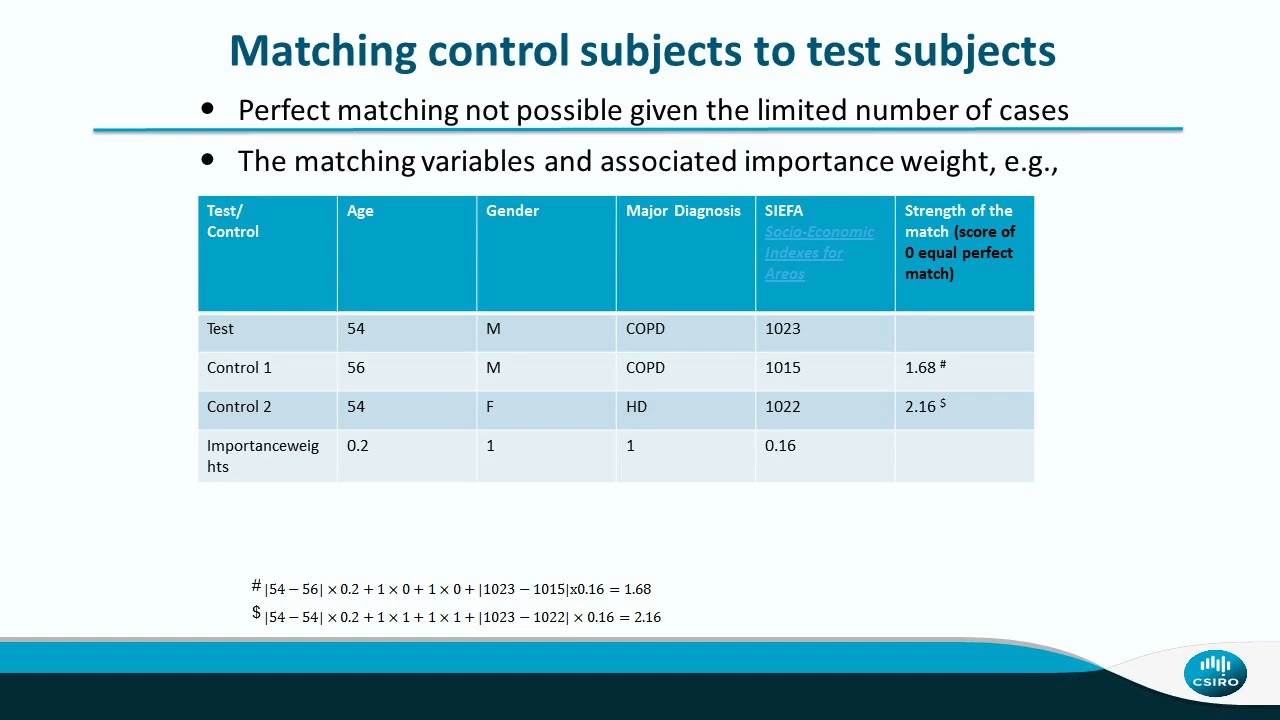 Matching control subjects to test subjects
• Perfect matching not possible given the limited number of cases
• The matching variables and associated importance weight, e.g.,
Test/
Control
Age
Gender
Major Diagnosis
SIEFA
Socio-Economic
Indexes for
Areas
Strength of the
match (score of
0 equal perfect
match)
Test
54
M
COPD
1023
Control 1
56
M
COPD
1015
1.68 #
Control 2
54
F
HD
1022
2.16 $
Importanceweig
hts
0.2
1
1
0.16
# |54 − 56| × 0.2 + 1 × 0 + 1 × 0 + |1023 − 1015|x0.16 = 1.68
$ |54 − 54| × 0.2 + 1 × 1 + 1 × 1 + |1023 − 1022| × 0.16 = 2.16
CSIRO